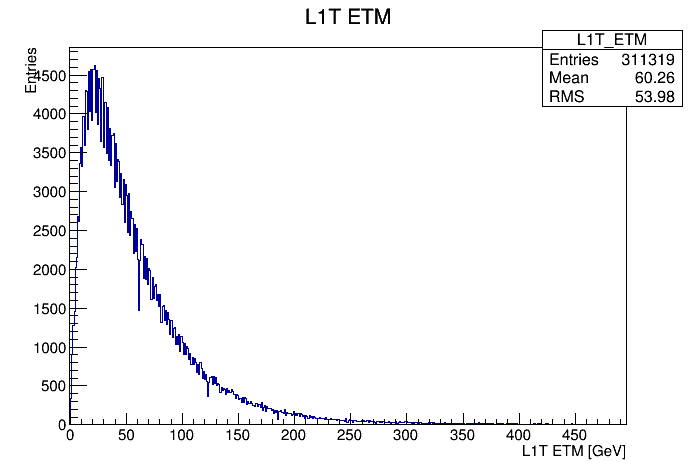 L1T ETM
L1T_ETM
Entries 311319
Mean 60.26
RMS 53.98
Entries
4500
4000
3500
3000
2500
2000
1500
1000
500
0
0 50 100 150 200 250 300 350 400 450
L1T ETM [GeV]